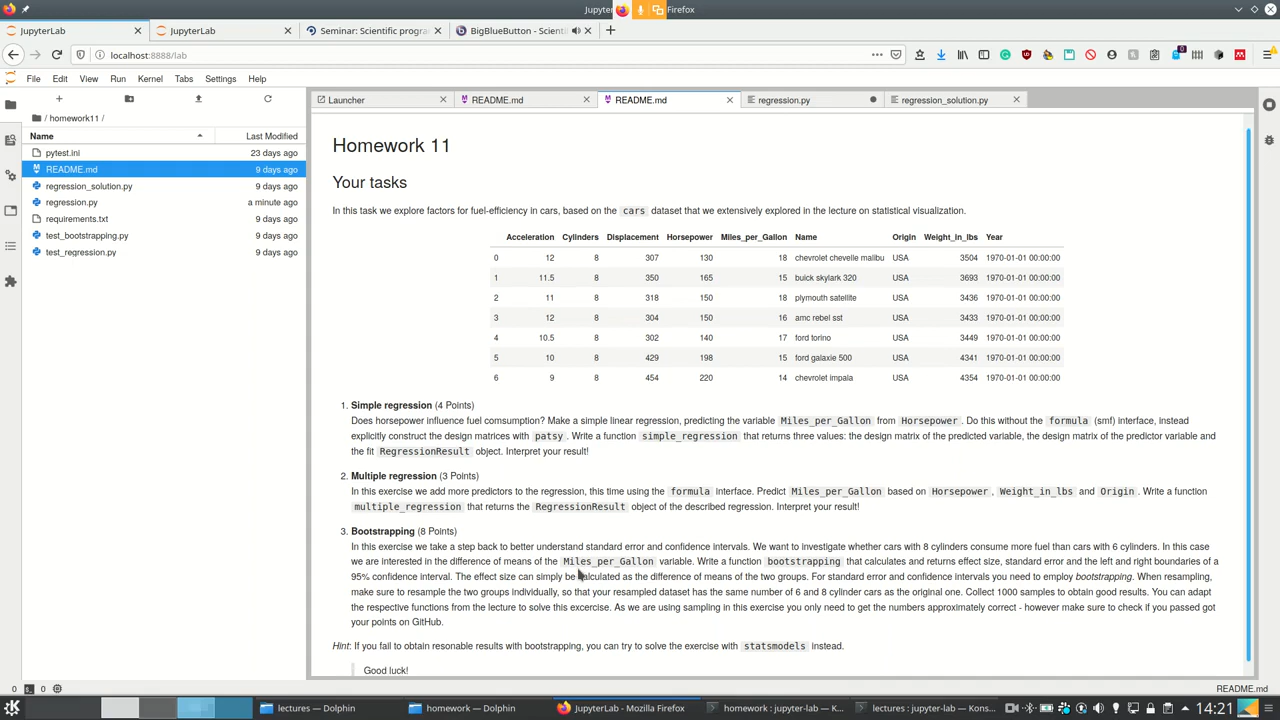 Jupyter Firefox
JupyterLab
JupyterLab
Seminar: Scientific progra
BigBlueButton - Scienti
localhost:8888/lab
File Edit View Run Kernel Tabs Settings Help
Launcher
README.md
README.md
regression.py
regression_solution.py
/ homework11 /
Name Last Modified
pytest.ini 23 days ago
README.md 9 days ago
regression_solution.py 9 days ago
regression.py a minute ago
requirements.txt 9 days ago
test_bootstrapping.py 9 days ago
test_regression.py 9 days ago
Homework 11
Your tasks
In this task we explore factors for fuel-efficiency in cars, based on the cars dataset that we extensively explored in the lecture on statistical visualization.
Acceleration Cylinders Displacement Horsepower Miles_per_Gallon Name Origin Weight_in_lbs Year
0 12 8 307 130 18 chevrolet chevelle malibu USA 3504 1970-01-01 00:00:00
1 11.5 8 350 165 15 buick skylark 320 USA 3693 1970-01-01 00:00:00
2 11 8 318 150 18 plymouth satellite USA 3436 1970-01-01 00:00:00
3 12 8 304 150 16 amc rebel sst USA 3433 1970-01-01 00:00:00
4 10.5 8 302 140 17 ford torino USA 3449 1970-01-01 00:00:00
5 10 8 429 198 15 ford galaxie 500 USA 4341 1970-01-01 00:00:00
6 9 8 454 220 14 chevrolet impala USA 4354 1970-01-01 00:00:00
1. Simple regression (4 Points)
Does horsepower influence fuel comsumption? Make a simple linear regression, predicting the variable Miles_per_Gallon from Horsepower. Do this without the formula (smf) interface, instead
explicitly construct the design matrices with patsy. Write a function simple_regression that returns three values: the design matrix of the predicted variable, the design matrix of the predictor variable and
the fit RegressionResult object. Interpret your result!
2. Multiple regression (3 Points)
In this exercise we add more predictors to the regression, this time using the formula interface. Predict Miles_per_Gallon based on Horsepower, Weight_in_lbs and Origin. Write a function
multiple_regression that returns the RegressionResult object of the described regression. Interpret your result!
3. Bootstrapping (8 Points)
In this exercise we take a step back to better understand standard error and confidence intervals. We want to investigate whether cars with 8 cylinders consume more fuel than cars with 6 cylinders. In this case
we are interested in the difference of means of the Miles_per_Gallon variable. Write a function bootstrapping that calculates and returns effect size, standard error and the left and right boundaries of a
95% confidence interval. The effect size can simply be calculated as the difference of means of the two groups. For standard error and confidence intervals you need to employ bootstrapping. When resampling,
make sure to resample the two groups individually, so that your resampled dataset has the same number of 6 and 8 cylinder cars as the original one. Collect 1000 samples to obtain good results. You can adapt
the respective functions from the lecture to solve this excercise. As we are using sampling in this exercise you only need to get the numbers approximately correct - however make sure to check if you passed got
your points on GitHub.
Hint: If you fail to obtain resonable results with bootstrapping, you can try to solve the exercise with statsmodels instead.
Good luck!
0 0 README.md
lectures — Dolphin
homework — Dolphin
JupyterLab - Mozilla Firefox
homework : jupyter-lab — K...
lectures : jupyter-lab — Kons...
14:21